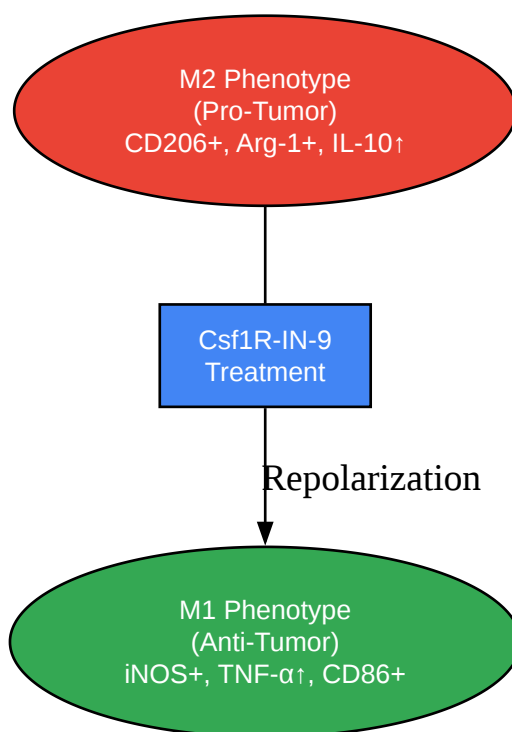 M2 Phenotype
(Pro-Tumor)
CD206+, Arg-1+, IL-10↑
Csf1R-IN-9
Treatment
Repolarization
M1 Phenotype
(Anti-Tumor)
iNOS+, TNF-α↑, CD86+